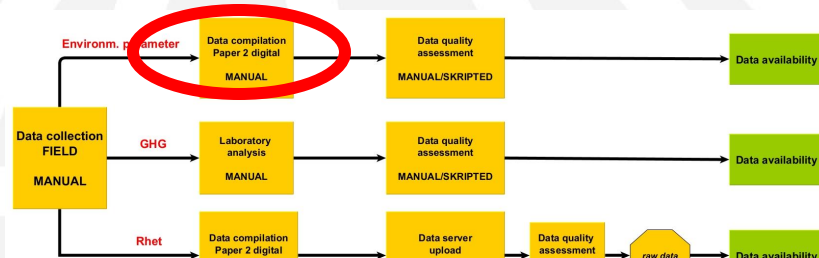 Environm. parameter
Data compilation
Paper 2 digital
MANUAL
Data quality
assessment
MANUAL/SKRIPTED
Data availability
Data collection
FIELD
MANUAL
GHG
Laboratory
analysis
MANUAL
Data quality
assessment
MANUAL/SKRIPTED
Data availability
Rhet
Data compilation
Paper 2 digital
Data server
upload
Data quality
assessment
raw data
Data availability